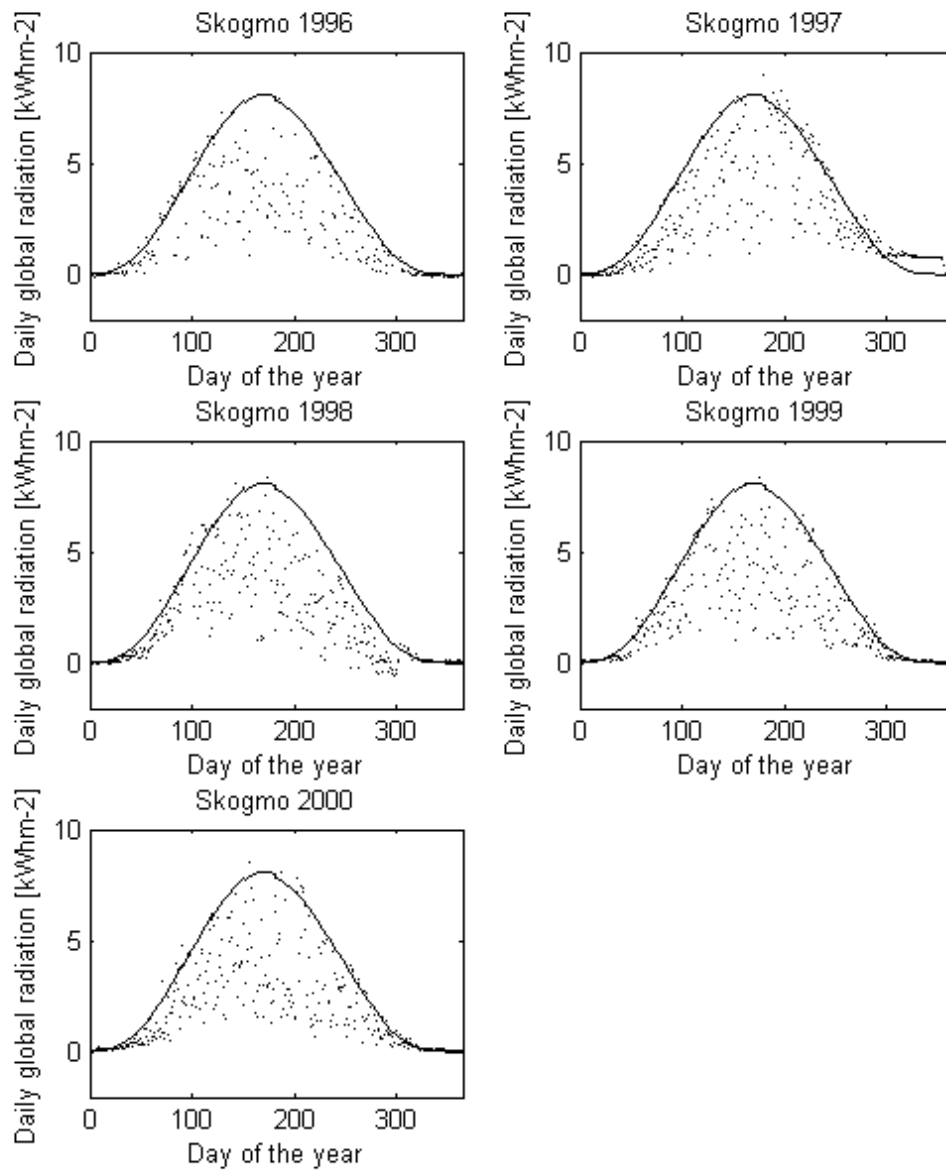 Skogmo 1996
Daily global radiation [kWhm-2]
10
5
0
0 100 200 300
Day of the year
Skogmo 1997
Daily global radiation [kWhm-2]
10
5
0
0 100 200 300
Day of the year
Skogmo 1998
Daily global radiation [kWhm-2]
10
5
0
0 100 200 300
Day of the year
Skogmo 1999
Daily global radiation [kWhm-2]
10
5
0
0 100 200 300
Day of the year
Skogmo 2000
Daily global radiation [kWhm-2]
10
5
0
0 100 200 300
Day of the year